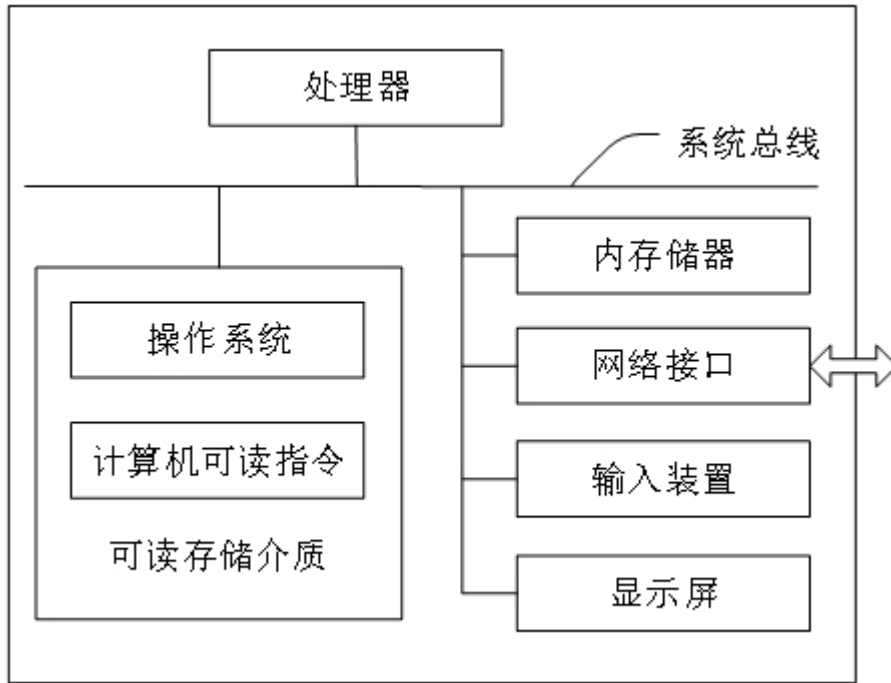 处理器
系统总线
内存储器
操作系统
网络接口
计算机可读指令
输入装置
可读存储介质
显示屏